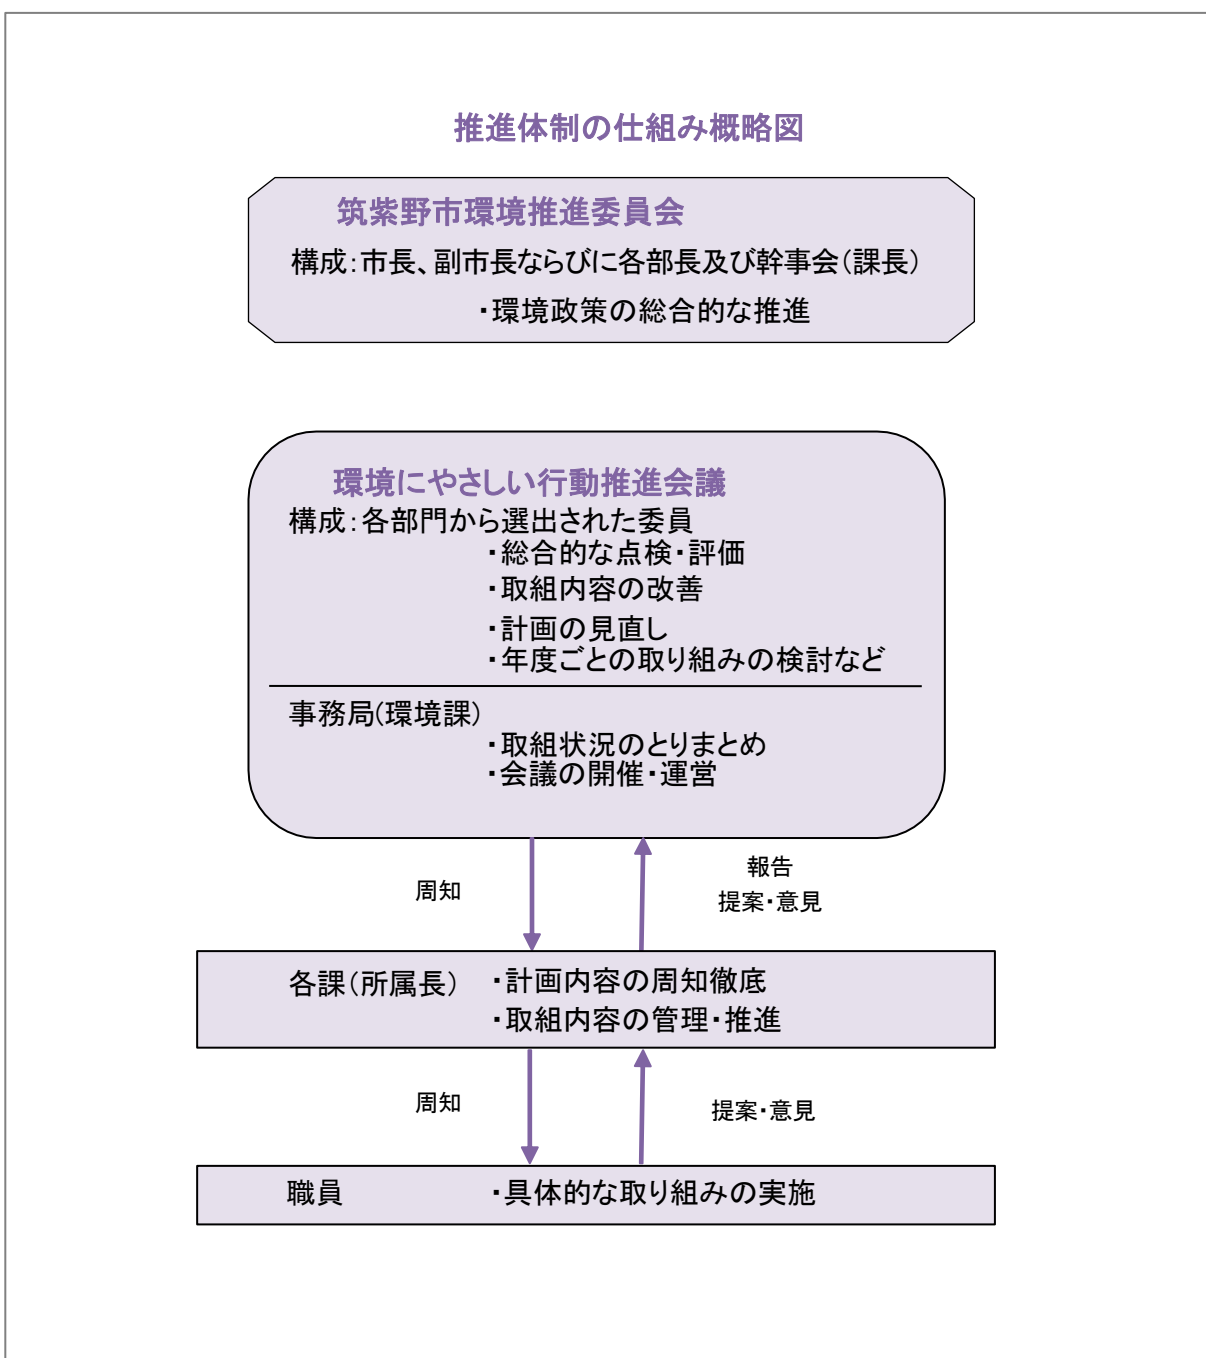 推進体制の仕組み概略図
筑紫野市環境推進委員会
構成：市長、副市長ならびに各部長及び幹事会（課長）
・環境政策の総合的な推進
環境にやさしい行動推進会議
構成：各部門から選出された委員
・総合的な点検・評価
・取組内容の改善
・計画の見直し
・年度ごとの取り組みの検討など
事務局(環境課)
・取組状況のとりまとめ
・会議の開催・運営
周知
報告
提案・意見
各課（所属長）　・計画内容の周知徹底
・取組内容の管理・推進
周知
提案・意見
職員　・具体的な取り組みの実施